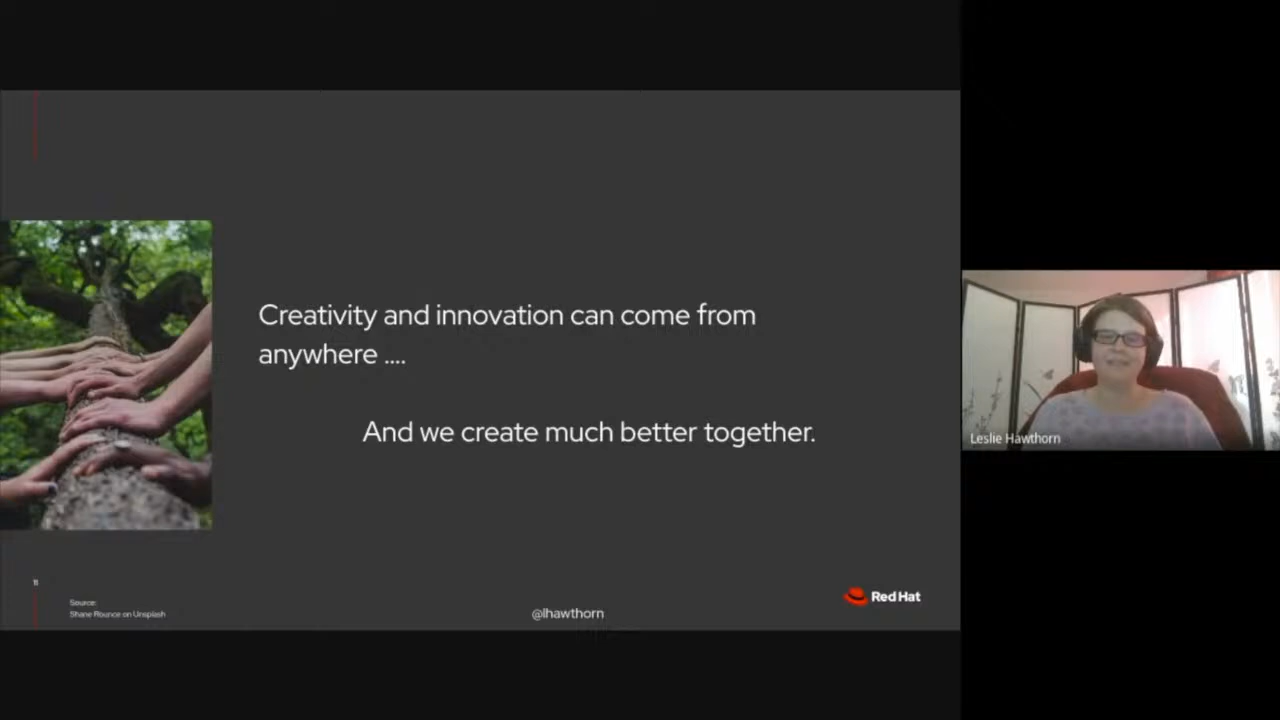 Creativity and innovation can come from
anywhere ....
And we create much better together.
11
Source:
Shane Rounce on Unsplash
@lhawthorn
Red Hat
Leslie Hawthorn